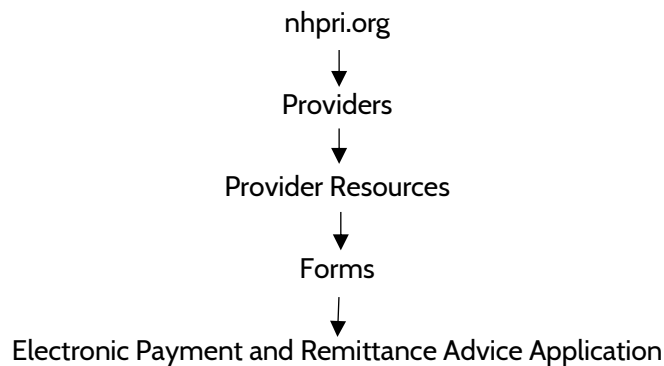 nhpri.org
Providers
Provider Resources
Forms
Electronic Payment and Remittance Advice Application